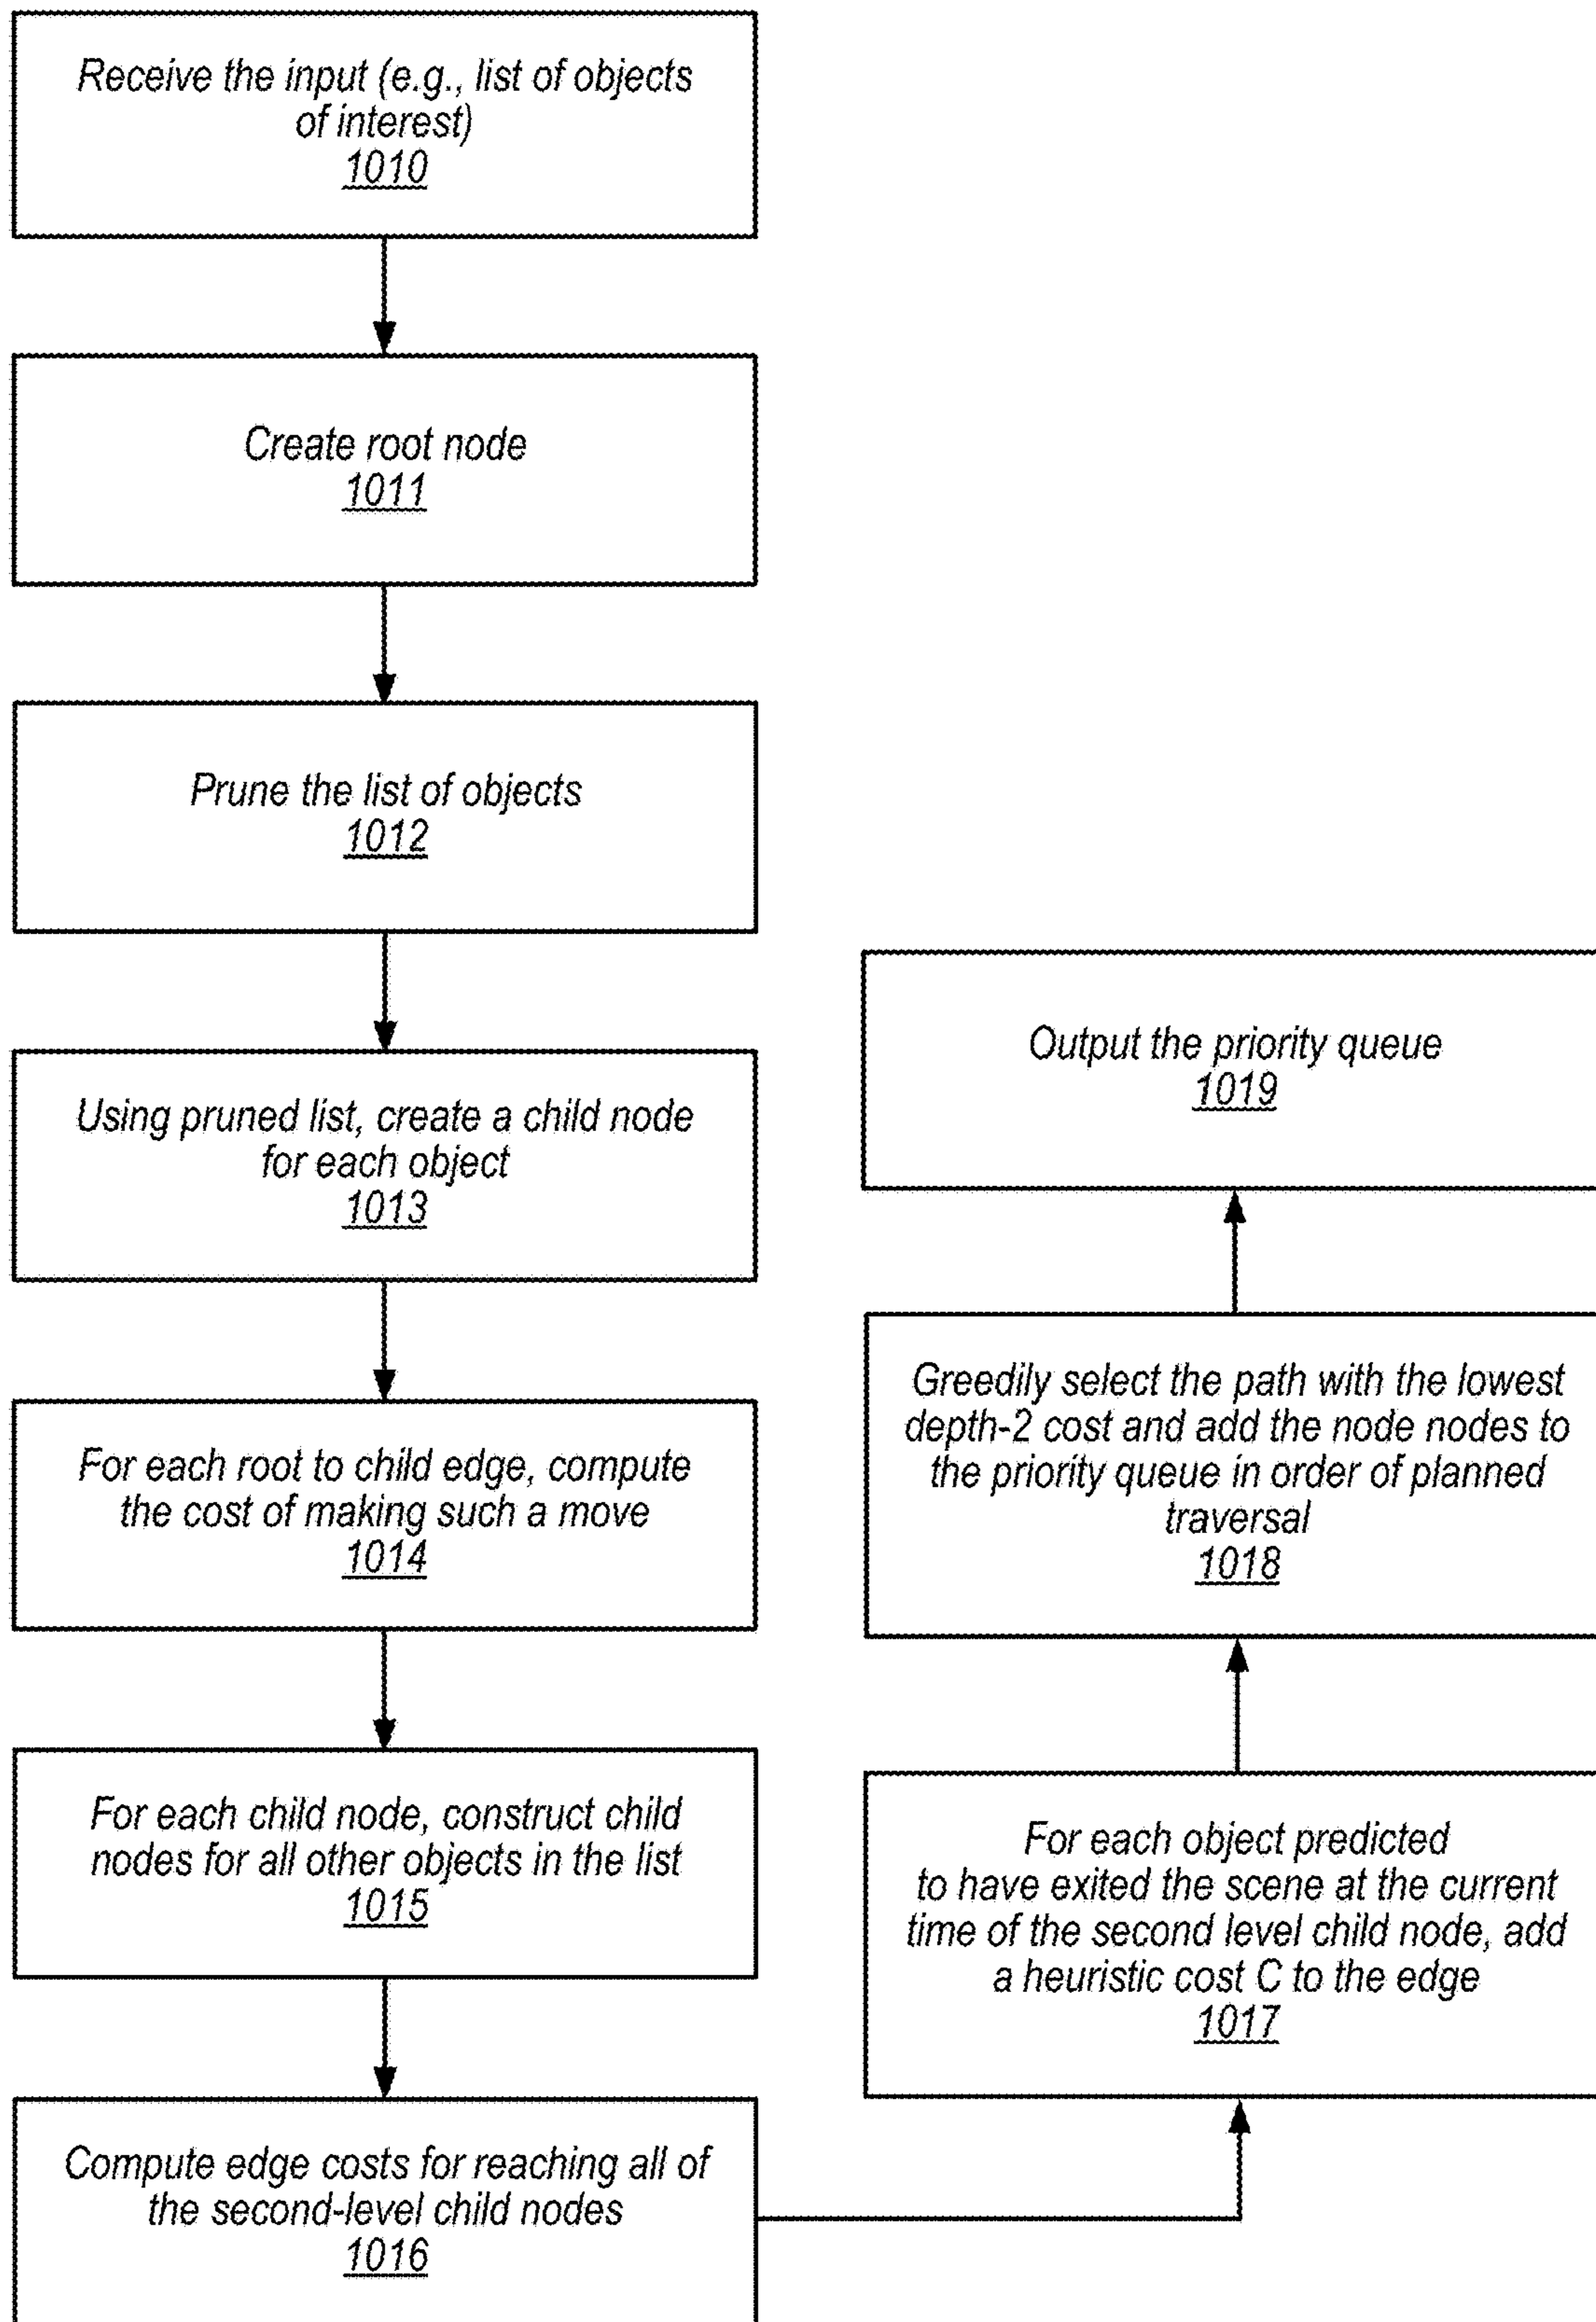 Receive the input (e.g., list of objects
of interest)
1010
Create root node
1011
Prune the list of objects
1012
Using pruned list, create a child node
for each object
1013
For each root to child edge, compute
the cost of making such a move
1014
For each child node, construct child
nodes for all other objects in the list
1015
Compute edge costs for reaching all of
the second-level child nodes
1016
For each object predicted
to have exited the scene at the current
time of the second level child node, add
a heuristic cost C to the edge
1017
Greedily select the path with the lowest
depth-2 cost and add the node nodes to
the priority queue in order of planned
traversal
1018
Output the priority queue
1019